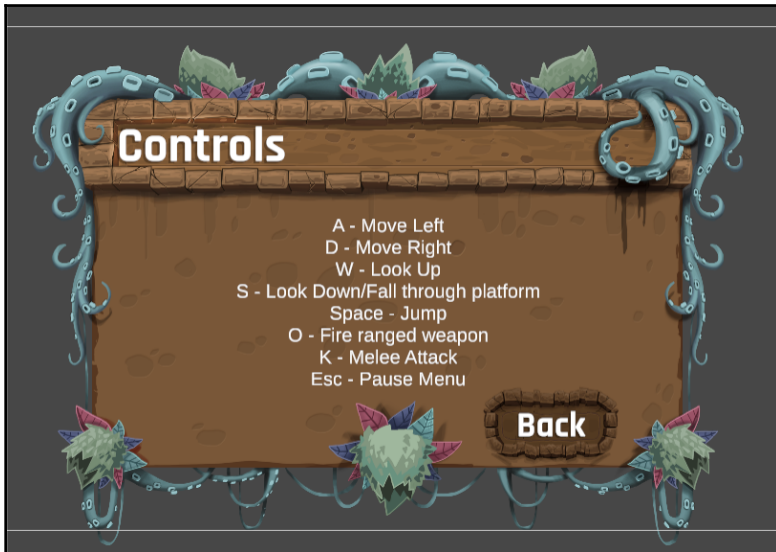 Controls
A - Move Left
D - Move Right
W - Look Up
S - Look Down/Fall through platform
Space - Jump
O - Fire ranged weapon
K - Melee Attack
Esc - Pause Menu
Back